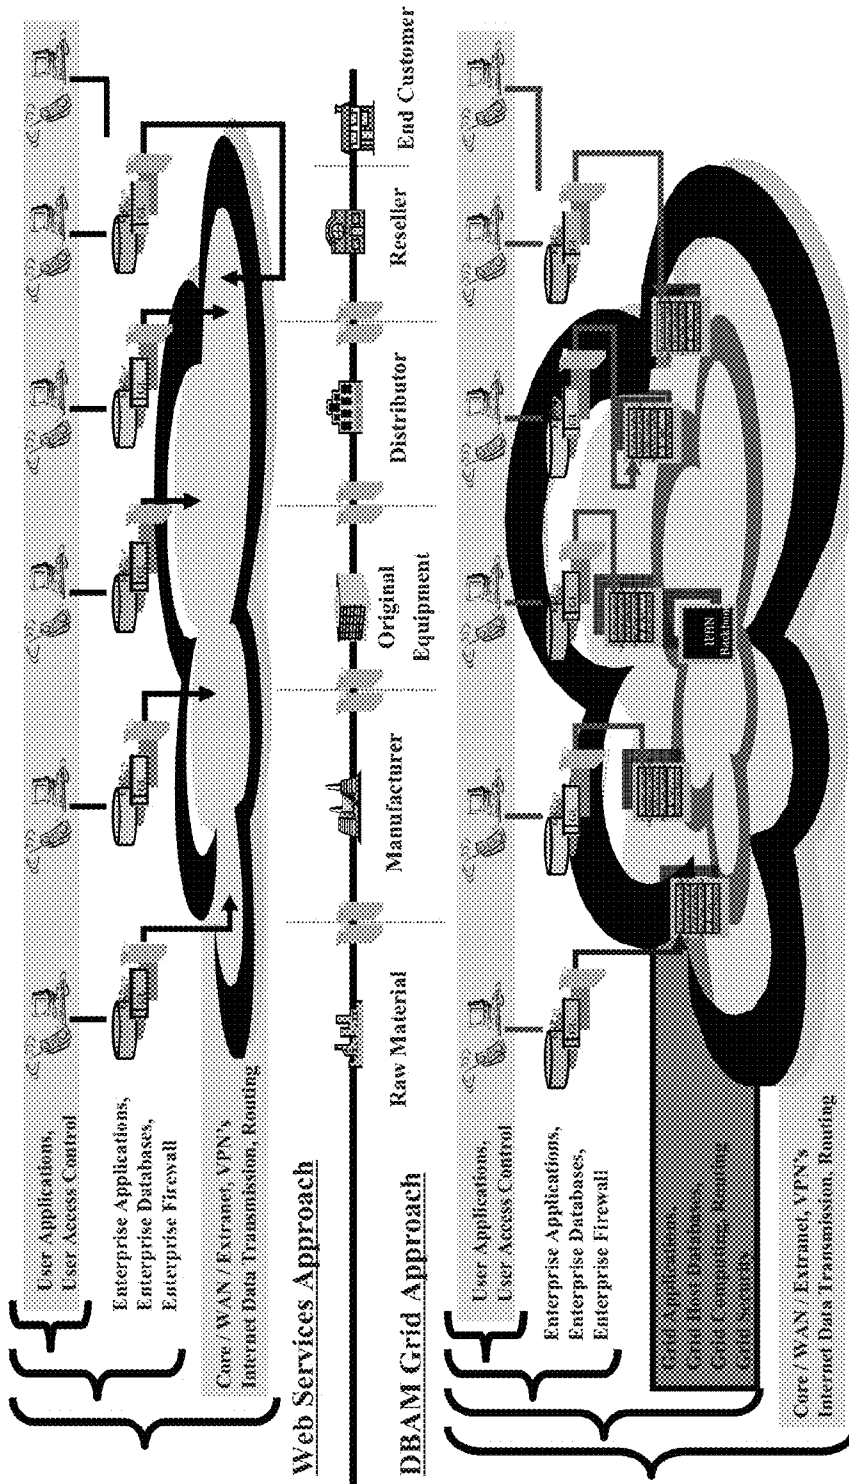 User Applications,
User Access Control
Enterprise Applications,
Enterprise Databases,
Enterprise Firewall
Core / WAN / Extranet, VPN's
Internet Data Transmission, Routing
Web Services Approach
Raw Material
Manufacturer
Original
Equipment
Distributor
Reseller
End Customer
DBAM Grid Approach
User Applications,
User Access Control
Enterprise Applications,
Enterprise Databases,
Enterprise Firewall
Grid Applications,
Grid Host Databases,
Grid Computing, Routing
Grid Security
Core / WAN Extranet, VPN's
Internet Data Transmission, Routing